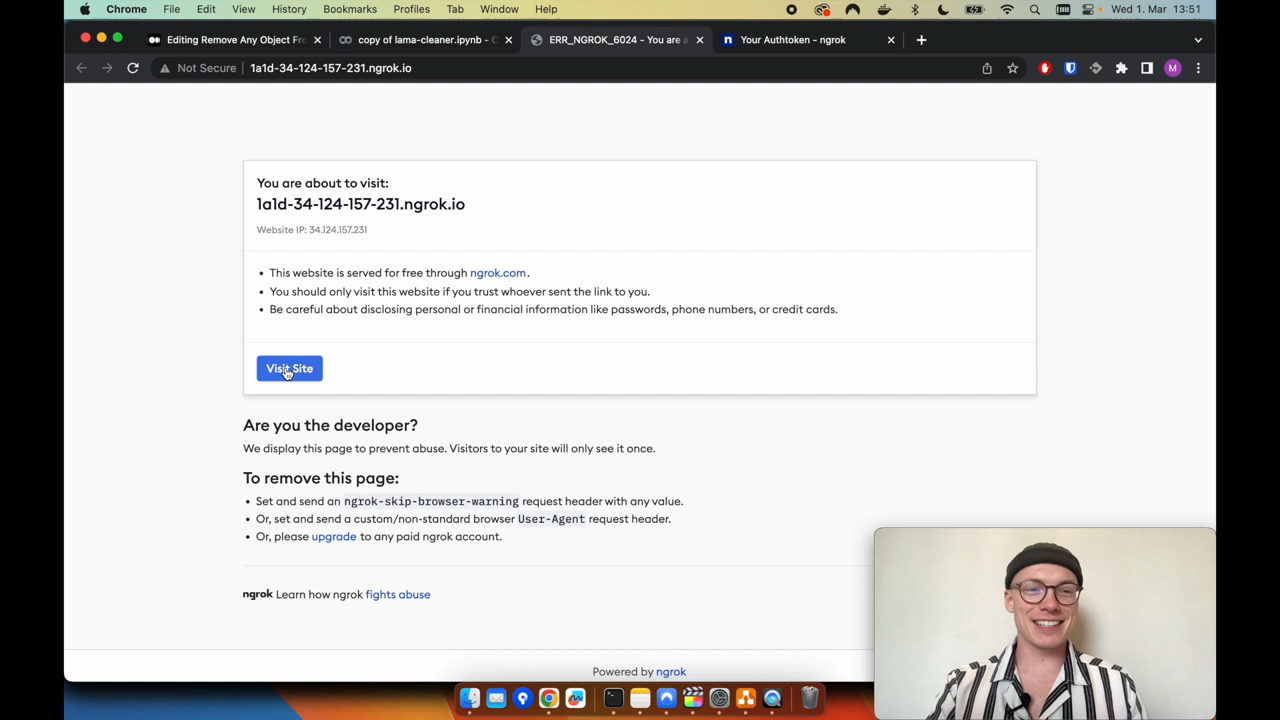 Chrome File Edit View History Bookmarks Profiles Tab Window Help Wed 1. Mar 13:51
Editing Remove Any Object Fr copy of lama-cleaner.ipynb - C ERR_NGROK_6024 - You are a Your Authtoken - ngrok
Not Secure 1a1d-34-124-157-231.ngrok.io M
You are about to visit:
1a1d-34-124-157-231.ngrok.io
Website IP: 34.124.157.231
• This website is served for free through ngrok.com.
• You should only visit this website if you trust whoever sent the link to you.
• Be careful about disclosing personal or financial information like passwords, phone numbers, or credit cards.
Visit Site
Are you the developer?
We display this page to prevent abuse. Visitors to your site will only see it once.
To remove this page:
• Set and send an ngrok-skip-browser-warning request header with any value.
• Or, set and send a custom/non-standard browser User-Agent request header.
• Or, please upgrade to any paid ngrok account.
ngrok Learn how ngrok fights abuse
Powered by ngrok